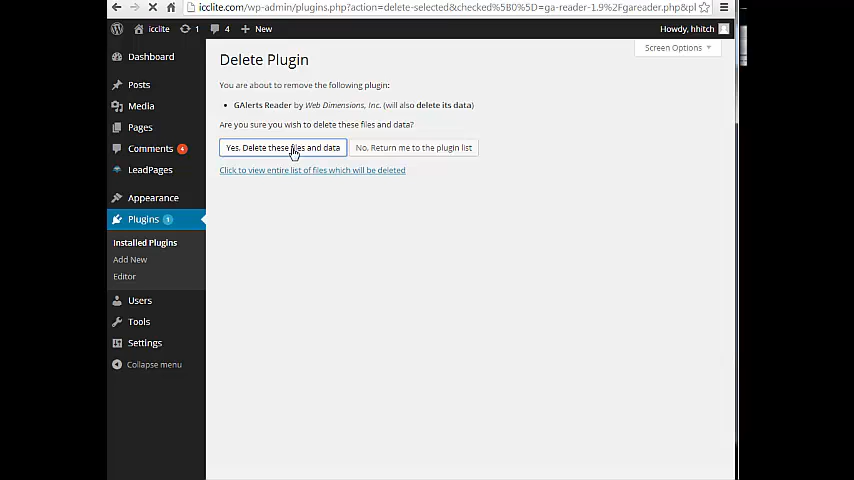 icclite.com/wp-admin/plugins.php?action=delete-selected&checked%5B0%5D=ga-reader-1.9%2Fgareader.php&pl
icclite 1 4 New Howdy, hhitch
Screen Options
Dashboard
Posts
Media
Pages
Comments 4
LeadPages
Appearance
Plugins 1
Installed Plugins
Add New
Editor
Users
Tools
Settings
Collapse menu
Delete Plugin
You are about to remove the following plugin:
GAlerts Reader by Web Dimensions, Inc. (will also delete its data)
Are you sure you wish to delete these files and data?
Yes, Delete these files and data No, Return me to the plugin list
Click to view entire list of files which will be deleted